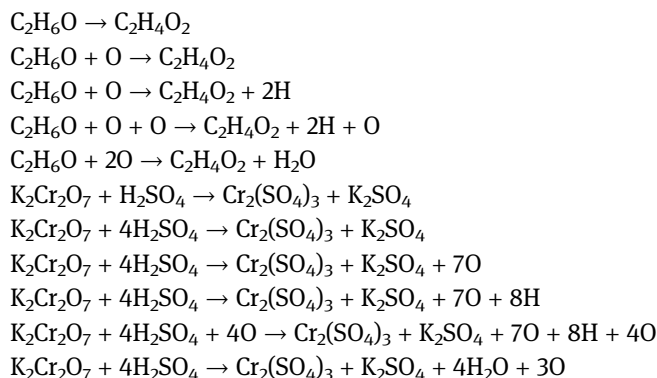 C₂H₆O → C₂H₄O₂
C₂H₆O + O → C₂H₄O₂
C₂H₆O + O → C₂H₄O₂ + 2H
C₂H₆O + O + O → C₂H₄O₂ + 2H + O
C₂H₆O + 2O → C₂H₄O₂ + H₂O
K₂Cr₂O₇ + H₂SO₄ → Cr₂(SO₄)₃ + K₂SO₄
K₂Cr₂O₇ + 4H₂SO₄ → Cr₂(SO₄)₃ + K₂SO₄
K₂Cr₂O₇ + 4H₂SO₄ → Cr₂(SO₄)₃ + K₂SO₄ + 7O
K₂Cr₂O₇ + 4H₂SO₄ → Cr₂(SO₄)₃ + K₂SO₄ + 7O + 8H
K₂Cr₂O₇ + 4H₂SO₄ + 4O → Cr₂(SO₄)₃ + K₂SO₄ + 7O + 8H + 4O
K₂Cr₂O₇ + 4H₂SO₄ → Cr₂(SO₄)₃ + K₂SO₄ + 4H₂O + 3O